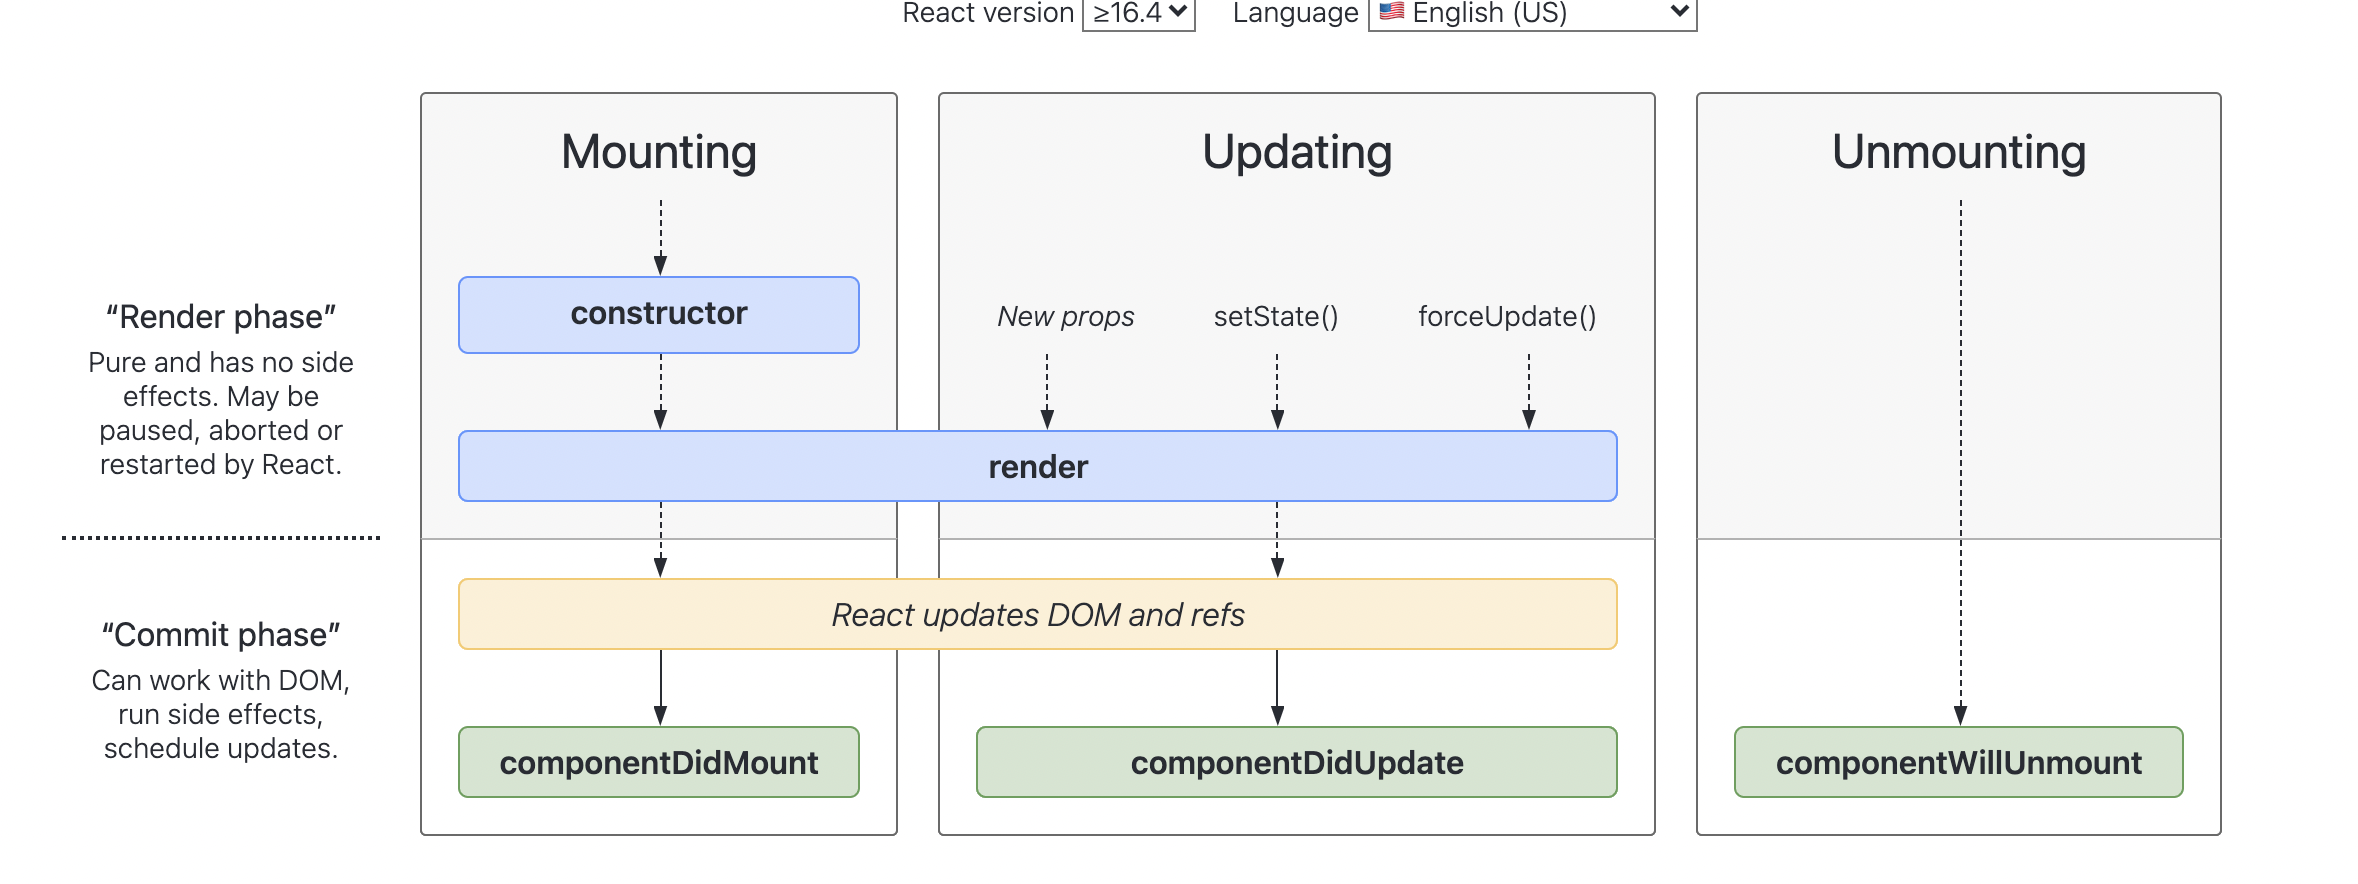 React version ≥16.4 Language 🇺🇸 English (US)
Mounting
Updating
Unmounting
“Render phase”
Pure and has no side
effects. May be
paused, aborted or
restarted by React.
constructor
New props
setState()
forceUpdate()
render
“Commit phase”
Can work with DOM,
run side effects,
schedule updates.
React updates DOM and refs
componentDidMount
componentDidUpdate
componentWillUnmount